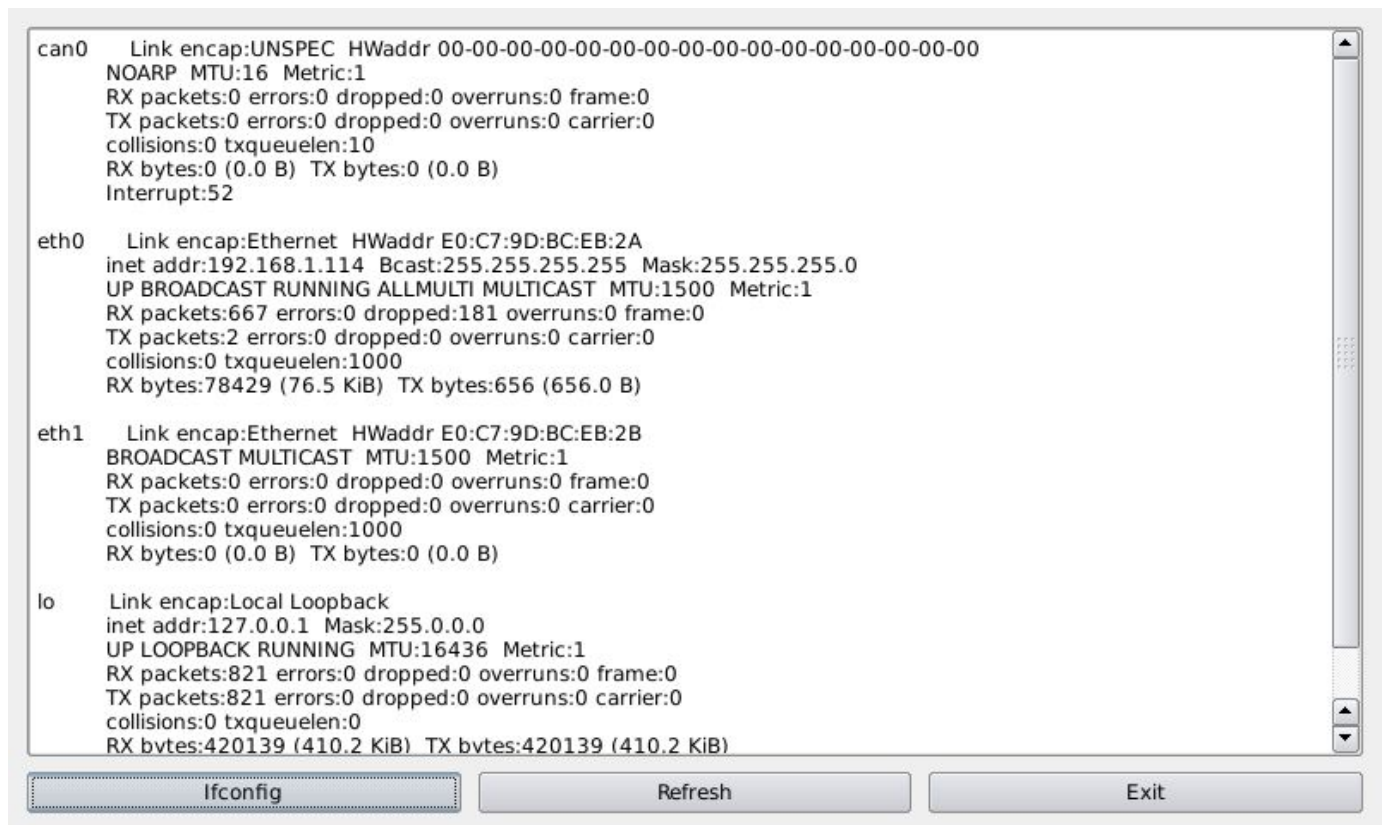 can0 Link encap:UNSPEC HWaddr 00-00-00-00-00-00-00-00-00-00-00-00-00-00-00-00
NOARP MTU:16 Metric:1
RX packets:0 errors:0 dropped:0 overruns:0 frame:0
TX packets:0 errors:0 dropped:0 overruns:0 carrier:0
collisions:0 txqueuelen:10
RX bytes:0 (0.0 B) TX bytes:0 (0.0 B)
Interrupt:52
eth0 Link encap:Ethernet HWaddr E0:C7:9D:BC:EB:2A
inet addr:192.168.1.114 Bcast:255.255.255.255 Mask:255.255.255.0
UP BROADCAST RUNNING ALLMULTI MULTICAST MTU:1500 Metric:1
RX packets:667 errors:0 dropped:181 overruns:0 frame:0
TX packets:2 errors:0 dropped:0 overruns:0 carrier:0
collisions:0 txqueuelen:1000
RX bytes:78429 (76.5 KiB) TX bytes:656 (656.0 B)
eth1 Link encap:Ethernet HWaddr E0:C7:9D:BC:EB:2B
BROADCAST MULTICAST MTU:1500 Metric:1
RX packets:0 errors:0 dropped:0 overruns:0 frame:0
TX packets:0 errors:0 dropped:0 overruns:0 carrier:0
collisions:0 txqueuelen:1000
RX bytes:0 (0.0 B) TX bytes:0 (0.0 B)
lo Link encap:Local Loopback
inet addr:127.0.0.1 Mask:255.0.0.0
UP LOOPBACK RUNNING MTU:16436 Metric:1
RX packets:821 errors:0 dropped:0 overruns:0 frame:0
TX packets:821 errors:0 dropped:0 overruns:0 carrier:0
collisions:0 txqueuelen:0
RX bytes:420139 (410.2 KiB) TX bytes:420139 (410.2 KiB)
Ifconfig Refresh Exit